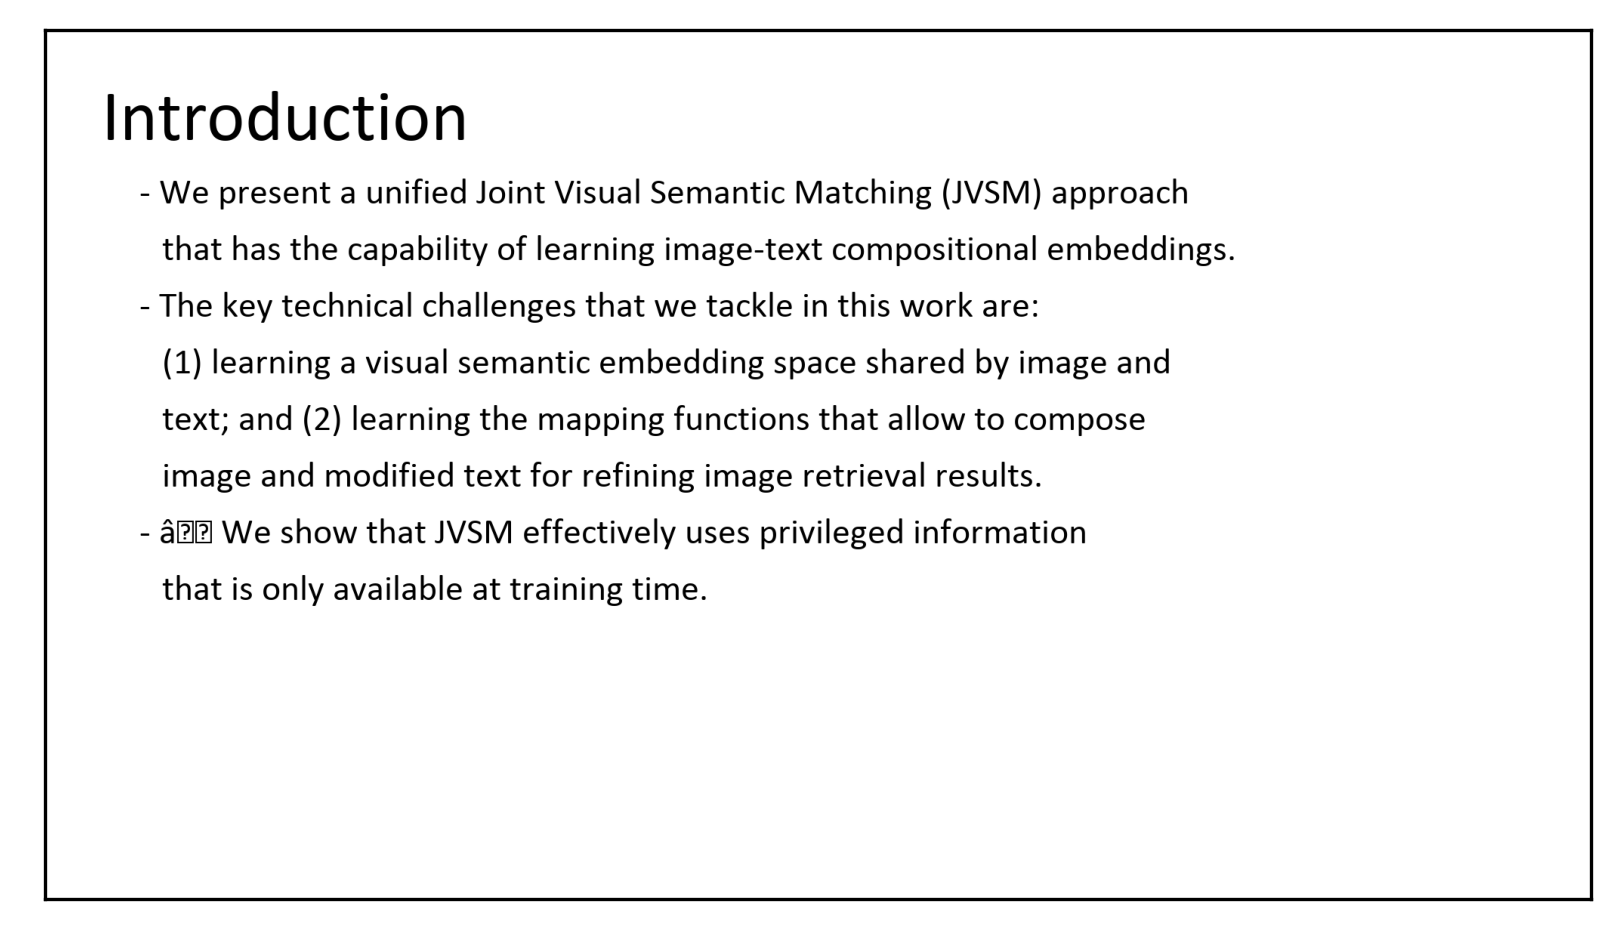 Introduction
- We present a unified Joint Visual Semantic Matching (JVSM) approach
that has the capability of learning image-text compositional embeddings.
- The key technical challenges that we tackle in this work are:
(1) learning a visual semantic embedding space shared by image and
text; and (2) learning the mapping functions that allow to compose
image and modified text for refining image retrieval results.
- â⍰⍰ We show that JVSM effectively uses privileged information
that is only available at training time.